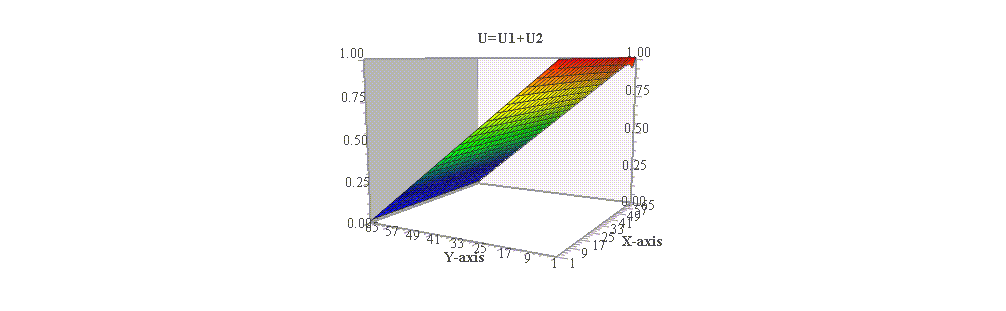 U=U1+U2
1.00 1.00
0.75 0.75
0.50 0.50
0.25 0.25
0.00 0.00
65 57 49 41 33 25 17 9 1
Y-axis
1 9 17 25 33 41 49 57 65
X-axis